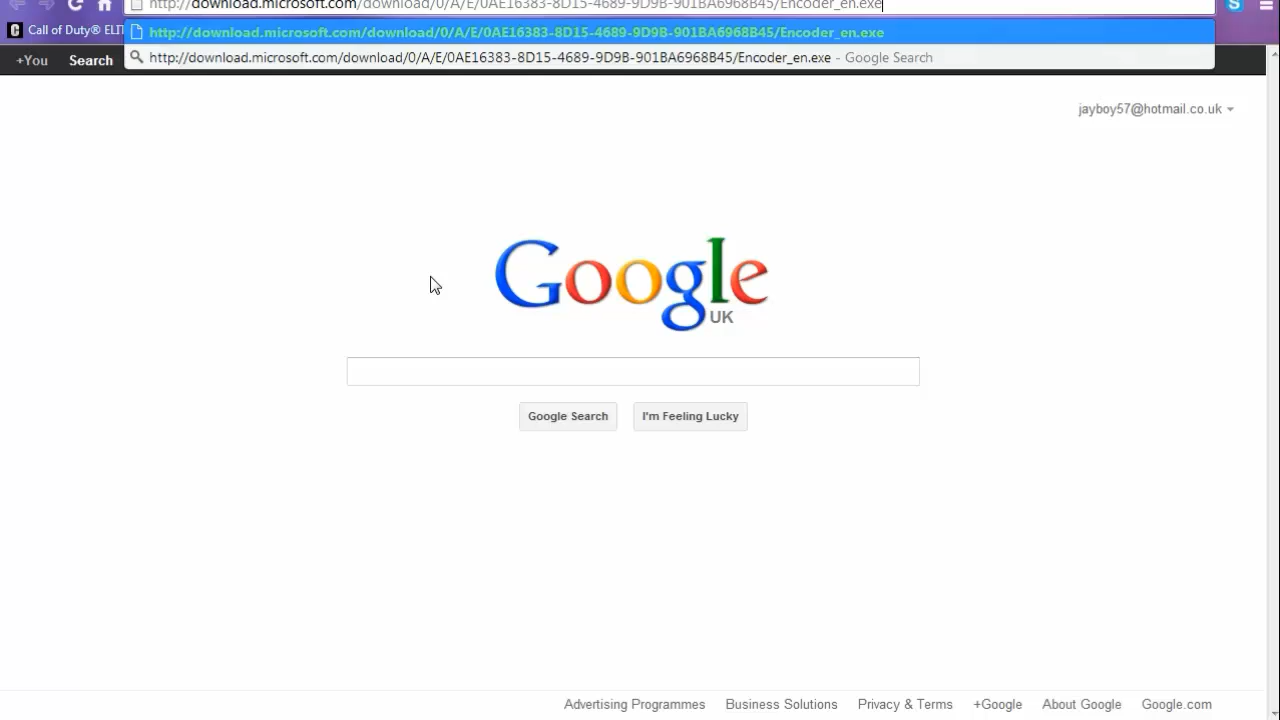 http://download.microsoft.com/download/0/A/E/0AE16383-8D15-4689-9D9B-901BA6968B45/Encoder_en.exe
Call of Duty® ELIT
http://download.microsoft.com/download/0/A/E/0AE16383-8D15-4689-9D9B-901BA6968B45/Encoder_en.exe
http://download.microsoft.com/download/0/A/E/0AE16383-8D15-4689-9D9B-901BA6968B45/Encoder_en.exe - Google Search
+You Search
jayboy57@hotmail.co.uk
Google
UK
Google Search I'm Feeling Lucky
Advertising Programmes Business Solutions Privacy & Terms +Google About Google Google.com